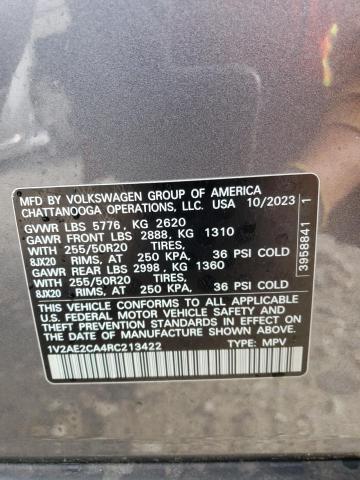 MFD BY VOLKSWAGEN GROUP OF AMERICA
CHATTANOOGA OPERATIONS, LLC. USA 10/2023
GVWR LBS 5776, KG 2620
GAWR FRONT LBS 2888, KG 1310
255/50R20 TIRES,
8JX20 RIMS, AT 250 KPA, 36 PSI COLD
GAWR REAR LBS 2998, KG 1360
255/50R20 TIRES,
8JX20 RIMS, AT 250 KPA, 36 PSI COLD
THIS VEHICLE CONFORMS TO ALL APPLICABLE
U.S. FEDERAL MOTOR VEHICLE SAFETY AND
THEFT PREVENTION STANDARDS IN EFFECT ON
THE DATE OF MANUFACTURE SHOWN ABOVE.
1V2AE2CA4RC213422 TYPE: MPV
3958841 1